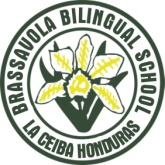 BRASSAVOLA BILINGUAL SCHOOL
LA CEIBA HONDURAS